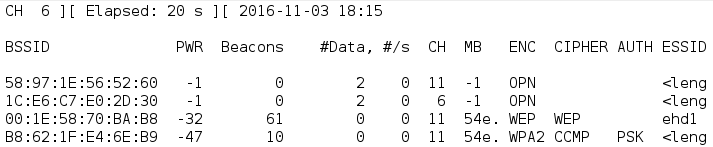 CH  6 ][ Elapsed: 20 s ][ 2016-11-03 18:15
BSSID              PWR  Beacons    #Data, #/s  CH  MB   ENC  CIPHER AUTH ESSID
58:97:1E:56:52:60   -1        0        2    0  11  -1   OPN              <leng
1C:E6:C7:E0:2D:30   -1        0        2    0   6  -1   OPN              <leng
00:1E:58:70:BA:B8  -32       61        0    0  11  54e. WEP  WEP         ehd1
B8:62:1F:E4:6E:B9  -47       10        0    0  11  54e. WPA2 CCMP   PSK  <leng